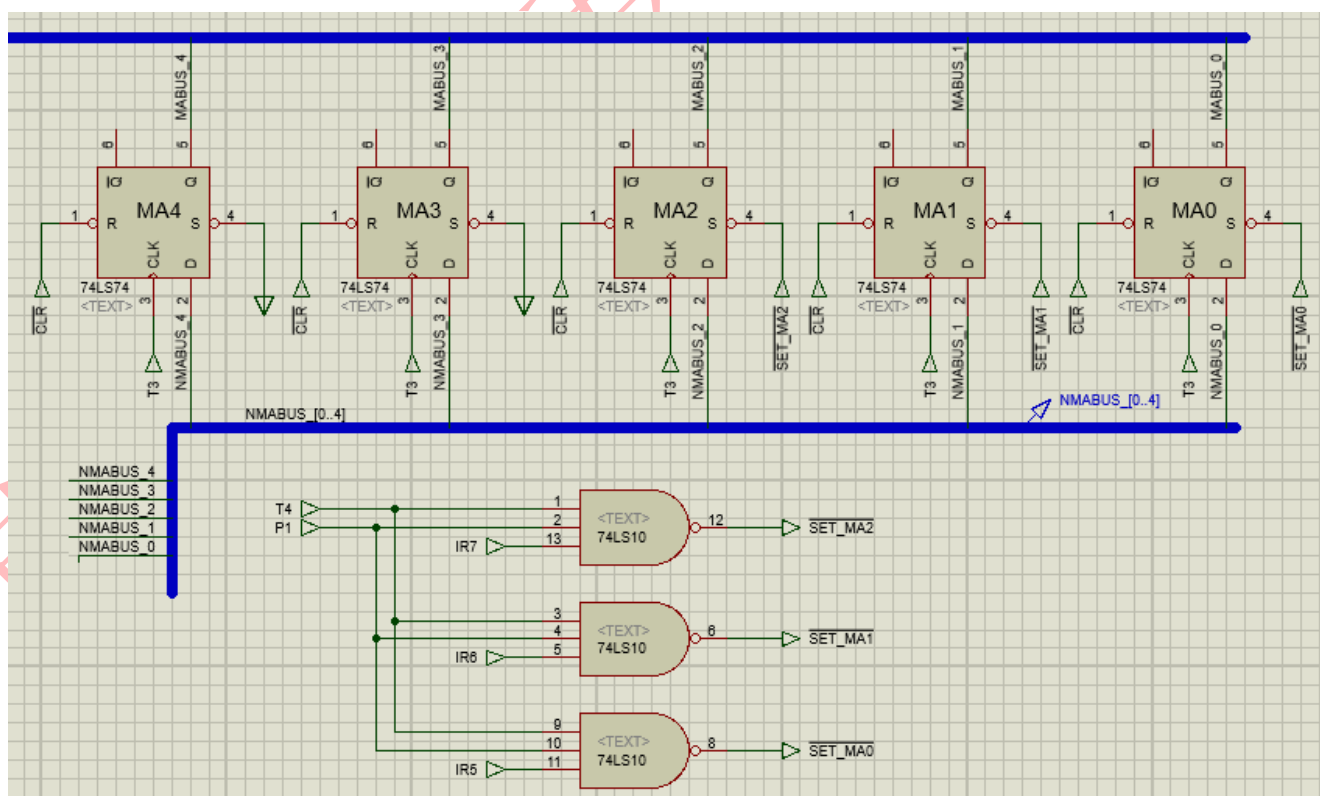 MABUS_4 MABUS_3 MABUS_2 MABUS_1 MABUS_0
6 5 6 5 6 5 6 5 6 5
Q Q Q Q Q Q Q Q Q Q
1 R MA4 S 4 1 R MA3 S 4 1 R MA2 S 4 1 R MA1 S 4 1 R MA0 S 4
CLK D CLK D CLK D CLK D CLK D
74LS74 74LS74 74LS74 74LS74 74LS74
<TEXT> <TEXT> <TEXT> <TEXT> <TEXT>
3 2 3 2 3 2 3 2 3 2
CLR CLR CLR SET_MA2 CLR SET_MA1 CLR SET_MA0
T3 NMABUS_4 T3 NMABUS_3 T3 NMABUS_2 T3 NMABUS_1 T3 NMABUS_0
NMABUS_[0..4] NMABUS_[0..4]
NMABUS_4
NMABUS_3
NMABUS_2
NMABUS_1
NMABUS_0
T4 1 <TEXT>
P1 2 12 SET_MA2
IR7 13 74LS10
3 <TEXT>
4 6 SET_MA1
IR6 5 74LS10
9 <TEXT>
10 8 SET_MA0
IR5 11 74LS10